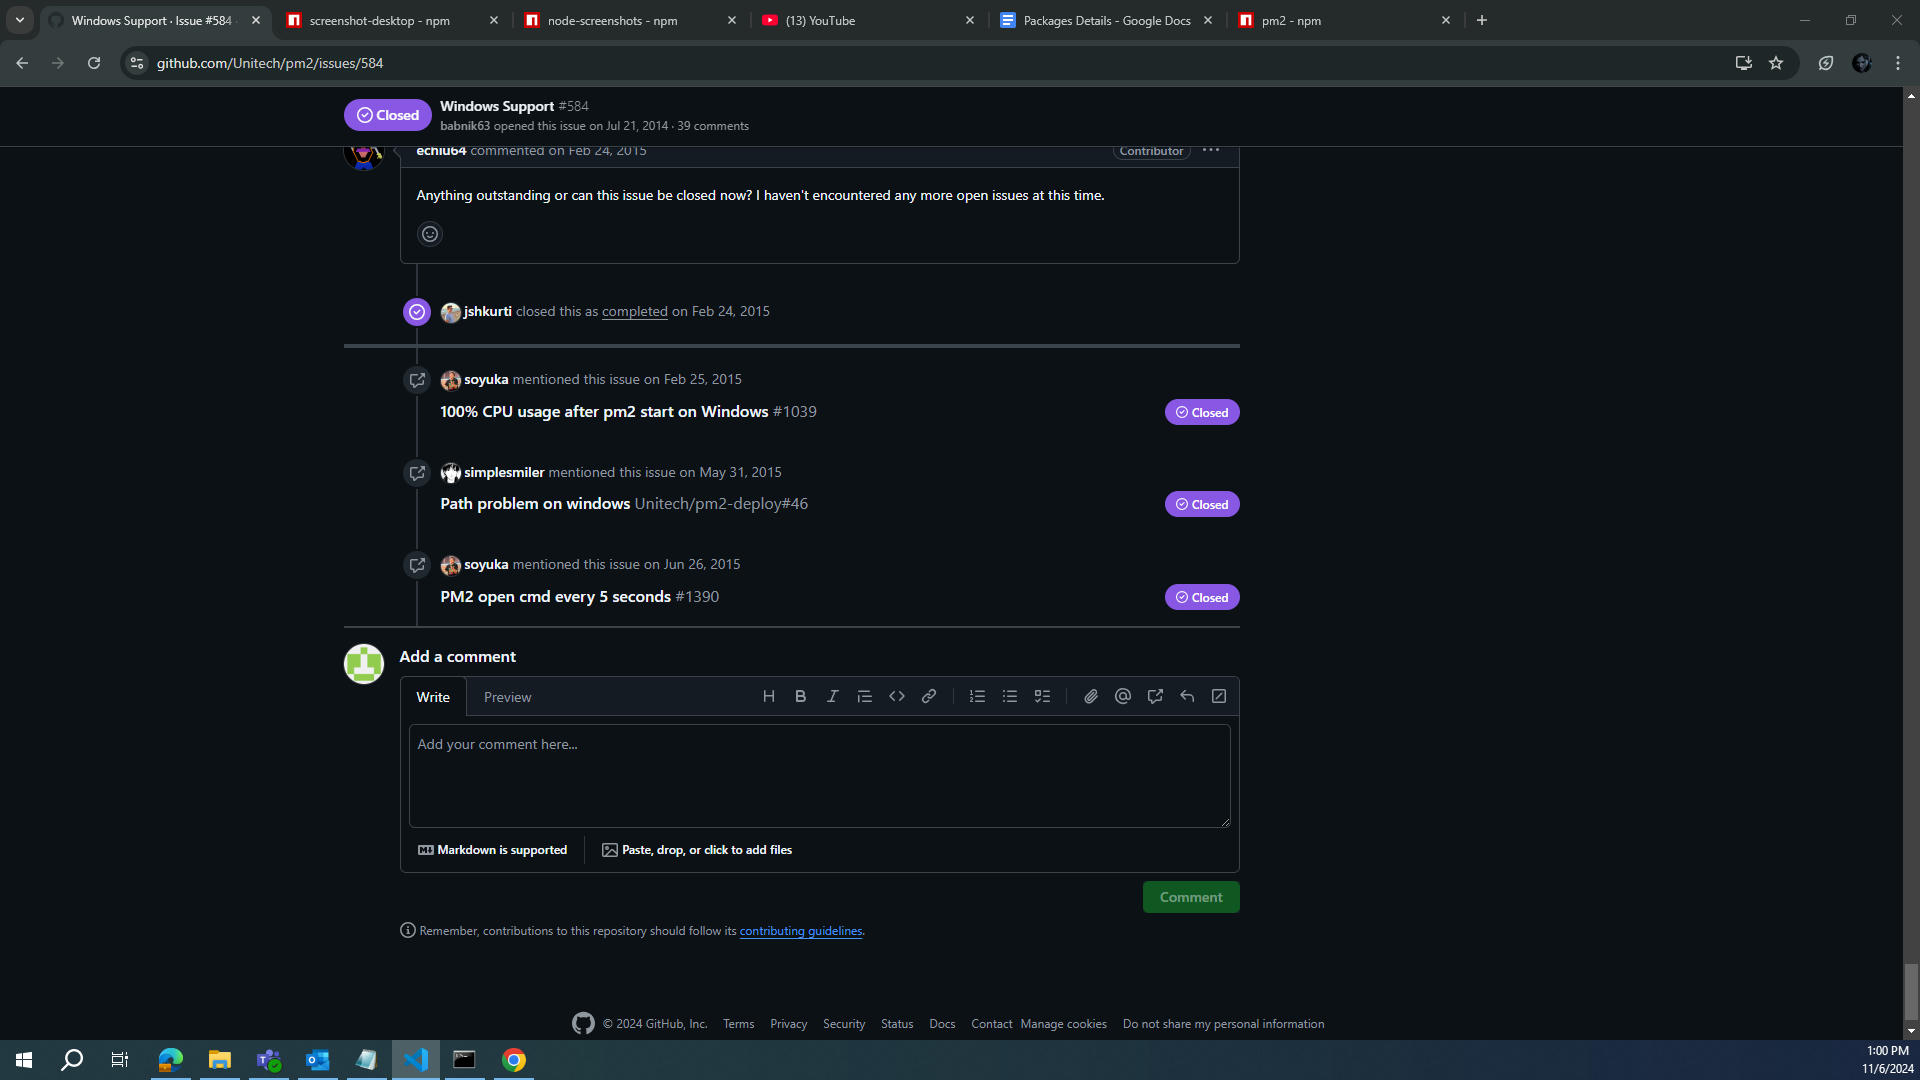 Windows Support · Issue #584
screenshot-desktop - npm
node-screenshots - npm
(13) YouTube
Packages Details - Google Docs
pm2 - npm
github.com/Unitech/pm2/issues/584
Closed
Windows Support #584
babnik63 opened this issue on Jul 21, 2014 · 39 comments
echlu64 commented on Feb 24, 2015
Contributor
Anything outstanding or can this issue be closed now? I haven't encountered any more open issues at this time.
jshkurti closed this as completed on Feb 24, 2015
soyuka mentioned this issue on Feb 25, 2015
100% CPU usage after pm2 start on Windows #1039
Closed
simplesmiler mentioned this issue on May 31, 2015
Path problem on windows Unitech/pm2-deploy#46
Closed
soyuka mentioned this issue on Jun 26, 2015
PM2 open cmd every 5 seconds #1390
Closed
Add a comment
Write
Preview
Add your comment here...
Markdown is supported
Paste, drop, or click to add files
Comment
Remember, contributions to this repository should follow its contributing guidelines.
© 2024 GitHub, Inc.
Terms
Privacy
Security
Status
Docs
Contact
Manage cookies
Do not share my personal information
1:00 PM
11/6/2024